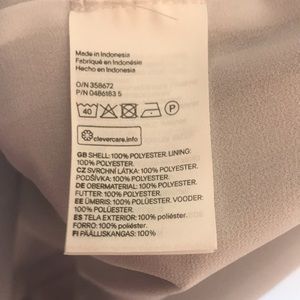 Made in Indonesia
Fabriqué en Indonésie
Hecho en Indonesia
O/N 358672
P/N 0486183 5
40 P
clevercare.info
GB SHELL: 100% POLYESTER. LINING:
100% POLYESTER.
CZ SVRCHNÍ LÁTKA: 100% POLYESTER.
PODŠÍVKA: 100% POLYESTER.
DE OBERMATERIAL: 100% POLYESTER.
FUTTER: 100% POLYESTER.
EE ÜMBRIS: 100% POLÜESTER. VOODER:
100% POLÜESTER.
ES TELA EXTERIOR: 100% poliéster.
FORRO: 100% poliéster.
FI PÄÄLLISKANGAS: 100%